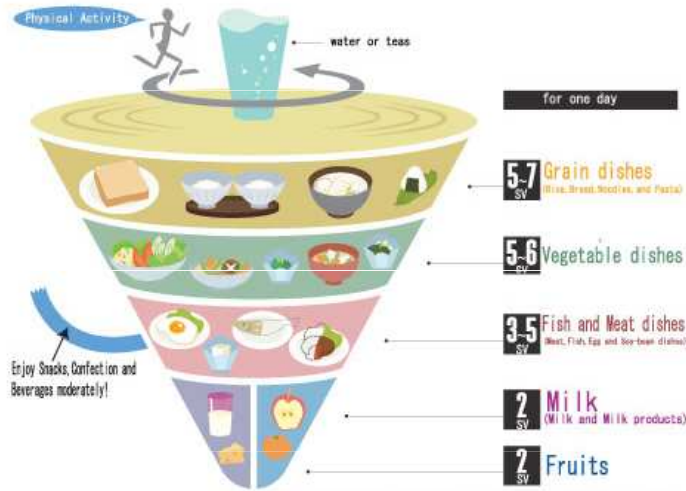 Physical Activity
water or teas
for one day
5~7 SV
Grain dishes
(Rice, Bread, Noodles, and Pasta)
5~6 SV
Vegetable dishes
3~5 SV
Fish and Meat dishes
(Meat, Fish, Egg and Soy-bean dishes)
Enjoy Snacks, Confection and
Beverages moderately!
2 SV
Milk
(Milk and Milk products)
2 SV
Fruits